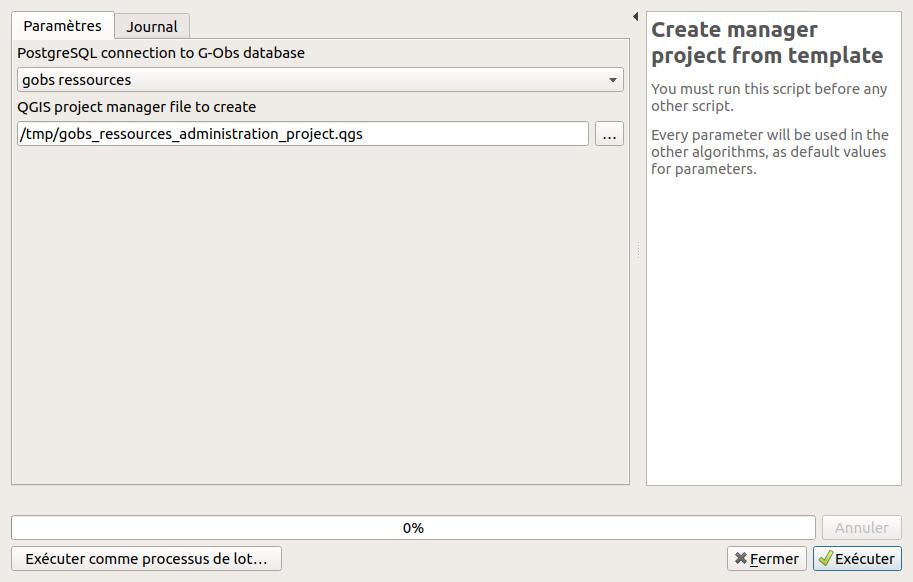 Paramètres
Journal
PostgreSQL connection to G-Obs database
gobs ressources
QGIS project manager file to create
/tmp/gobs_ressources_administration_project.qgs
...
Create manager
project from template
You must run this script before any
other script.
Every parameter will be used in the
other algorithms, as default values
for parameters.
0%
Annuler
Exécuter comme processus de lot...
Fermer
Exécuter